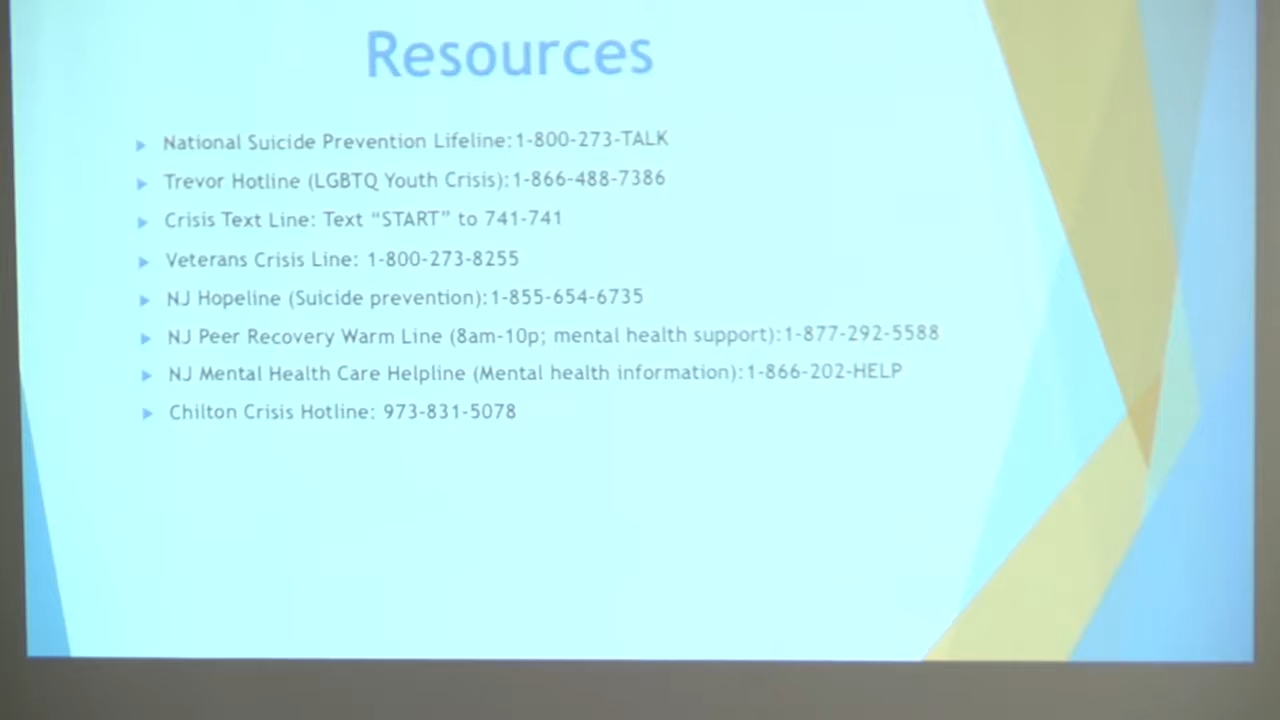 Resources
National Suicide Prevention Lifeline: 1-800-273-TALK
Trevor Hotline (LGBTQ Youth Crisis): 1-866-488-7386
Crisis Text Line: Text “START” to 741-741
Veterans Crisis Line: 1-800-273-8255
NJ Hopeline (Suicide prevention): 1-855-654-6735
NJ Peer Recovery Warm Line (8am-10p; mental health support): 1-877-292-5588
NJ Mental Health Care Helpline (Mental health information): 1-866-202-HELP
Chilton Crisis Hotline: 973-831-5078